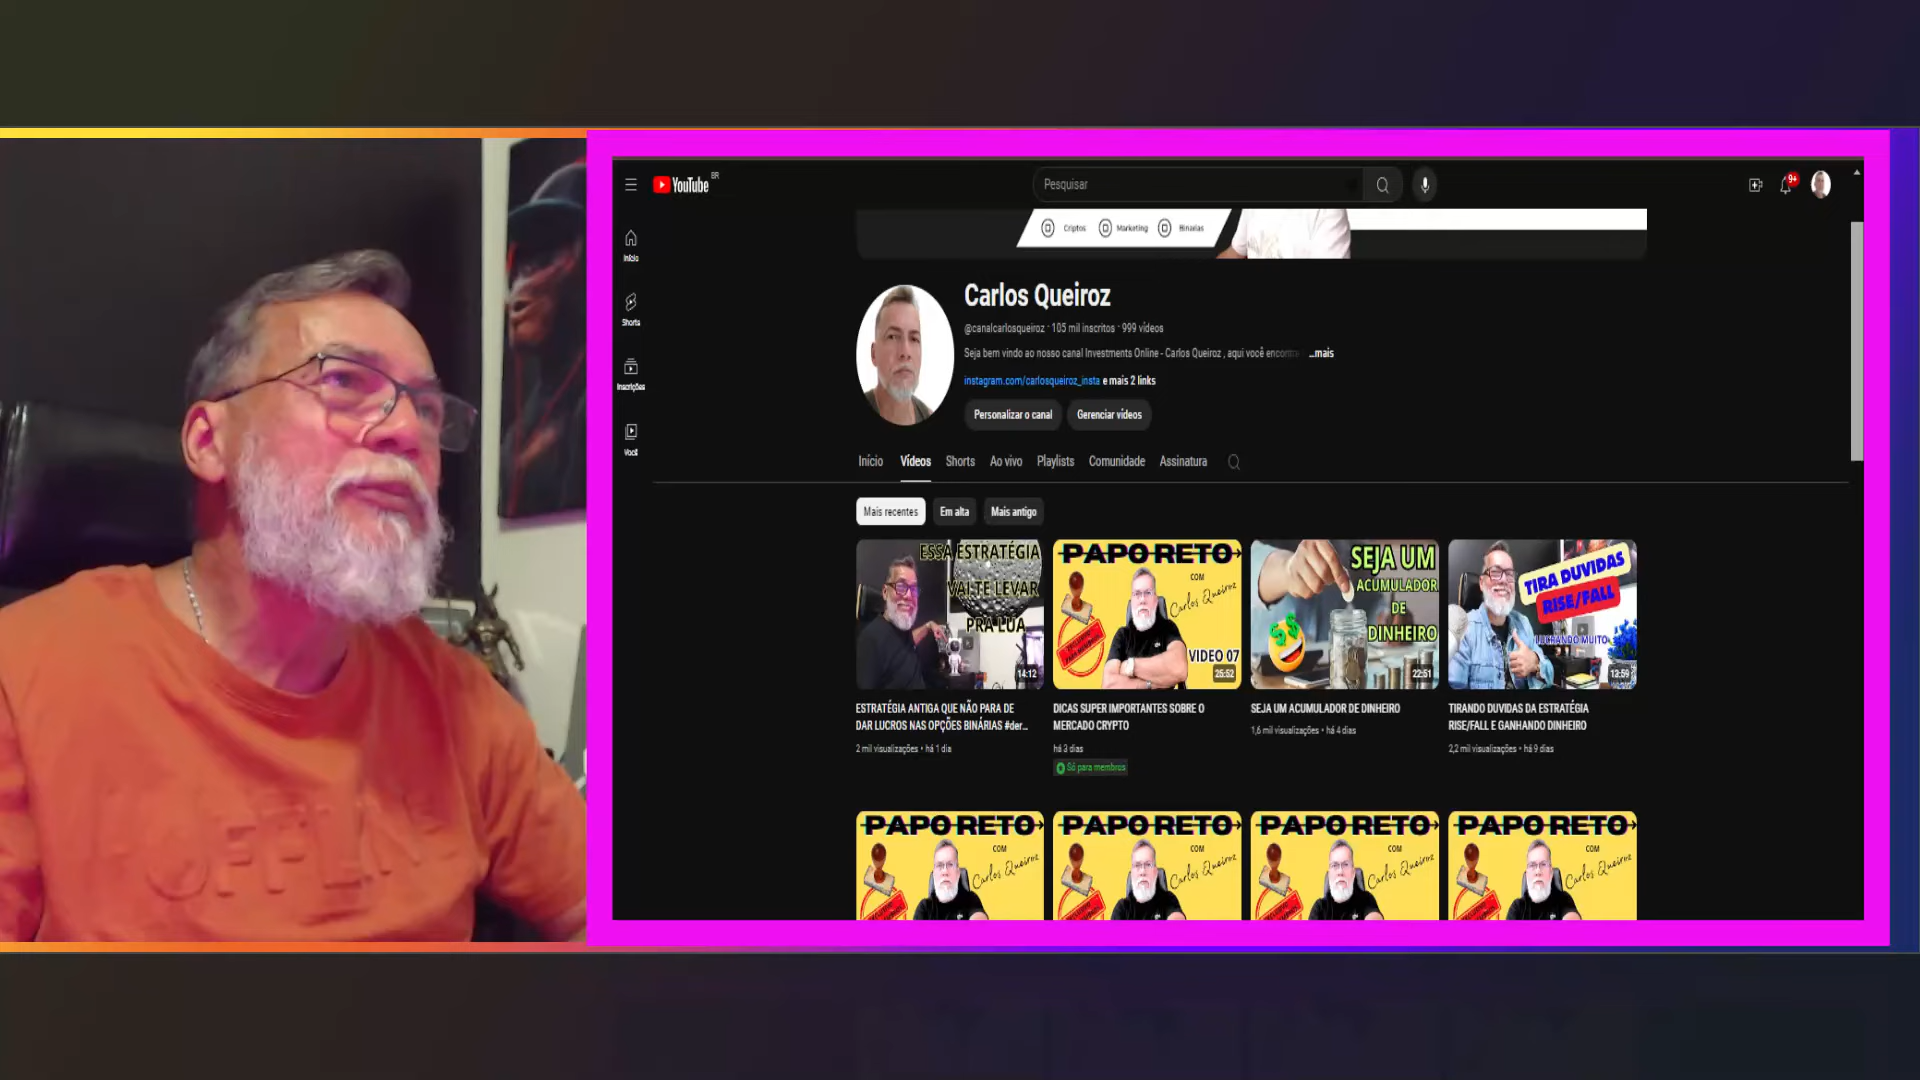 YouTube BR
Pesquisar
9+
Início
Shorts
Inscrições
Você
Criptos
Marketing
Binarias
Carlos Queiroz
@canalcarlosqueiroz · 105 mil inscritos · 999 vídeos
Seja bem vindo ao nosso canal Investments Online - Carlos Queiroz , aqui você encontra ...mais
instagram.com/carlosqueiroz_insta e mais 2 links
Personalizar o canal
Gerenciar vídeos
Início Vídeos Shorts Ao vivo Playlists Comunidade Assinatura
Mais recentes Em alta Mais antigo
ESSA ESTRATÉGIA
VAI TE LEVAR
PRA LUA
14:12
ESTRATÉGIA ANTIGA QUE NÃO PARA DE
DAR LUCROS NAS OPÇÕES BINÁRIAS #der...
2 mil visualizações • há 1 dia
PAPO RETO
COM
Carlos Queiroz
VIDEO 07
25:52
DICAS SUPER IMPORTANTES SOBRE O
MERCADO CRYPTO
há 3 dias
Só para membros
SEJA UM
ACUMULADOR
DE
DINHEIRO
22:51
SEJA UM ACUMULADOR DE DINHEIRO
1,6 mil visualizações • há 4 dias
TIRA DUVIDAS
RISE/FALL
LUCRANDO MUITO
13:59
TIRANDO DUVIDAS DA ESTRATÉGIA
RISE/FALL E GANHANDO DINHEIRO
2,2 mil visualizações • há 9 dias
PAPO RETO
COM
Carlos Queiroz
PAPO RETO
COM
Carlos Queiroz
PAPO RETO
COM
Carlos Queiroz
PAPO RETO
COM
Carlos Queiroz